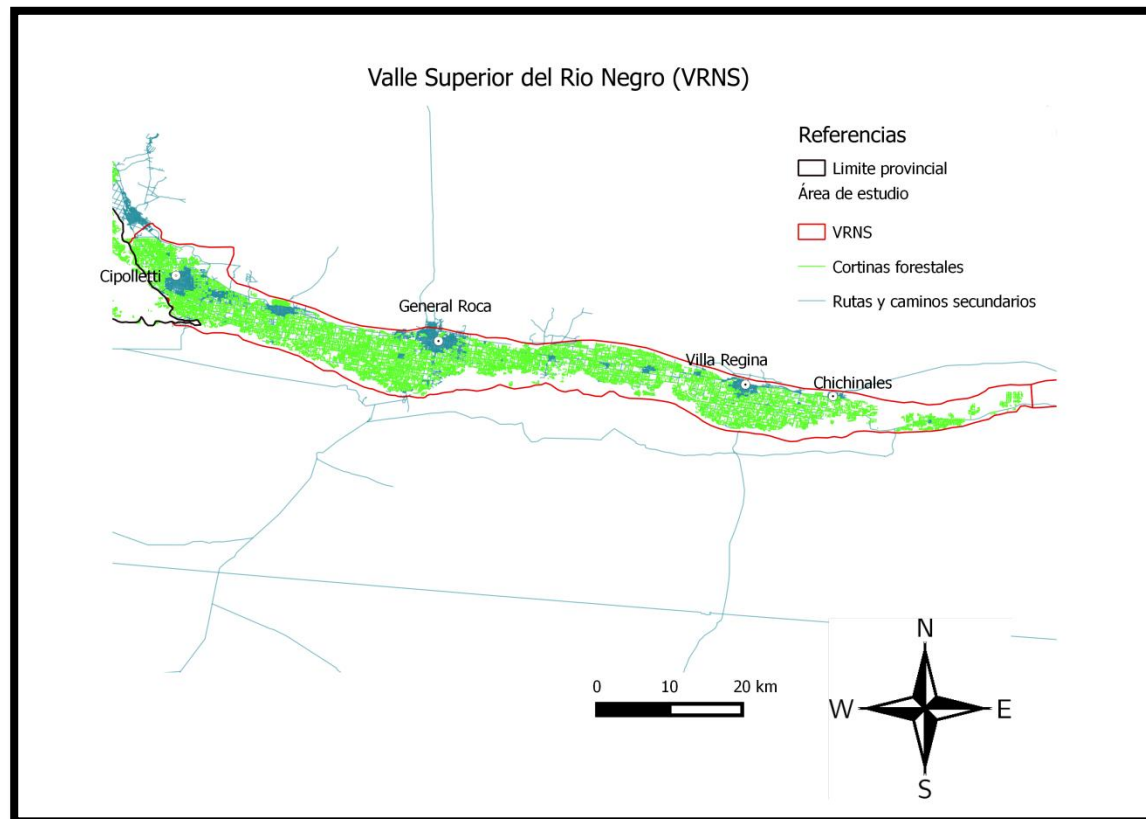 Valle Superior del Rio Negro (VRNS)
Referencias
Limite provincial
Área de estudio
VRNS
Cortinas forestales
Rutas y caminos secundarios
Cipolletti
General Roca
Villa Regina
Chichinales
0 10 20 km
N
W E
S